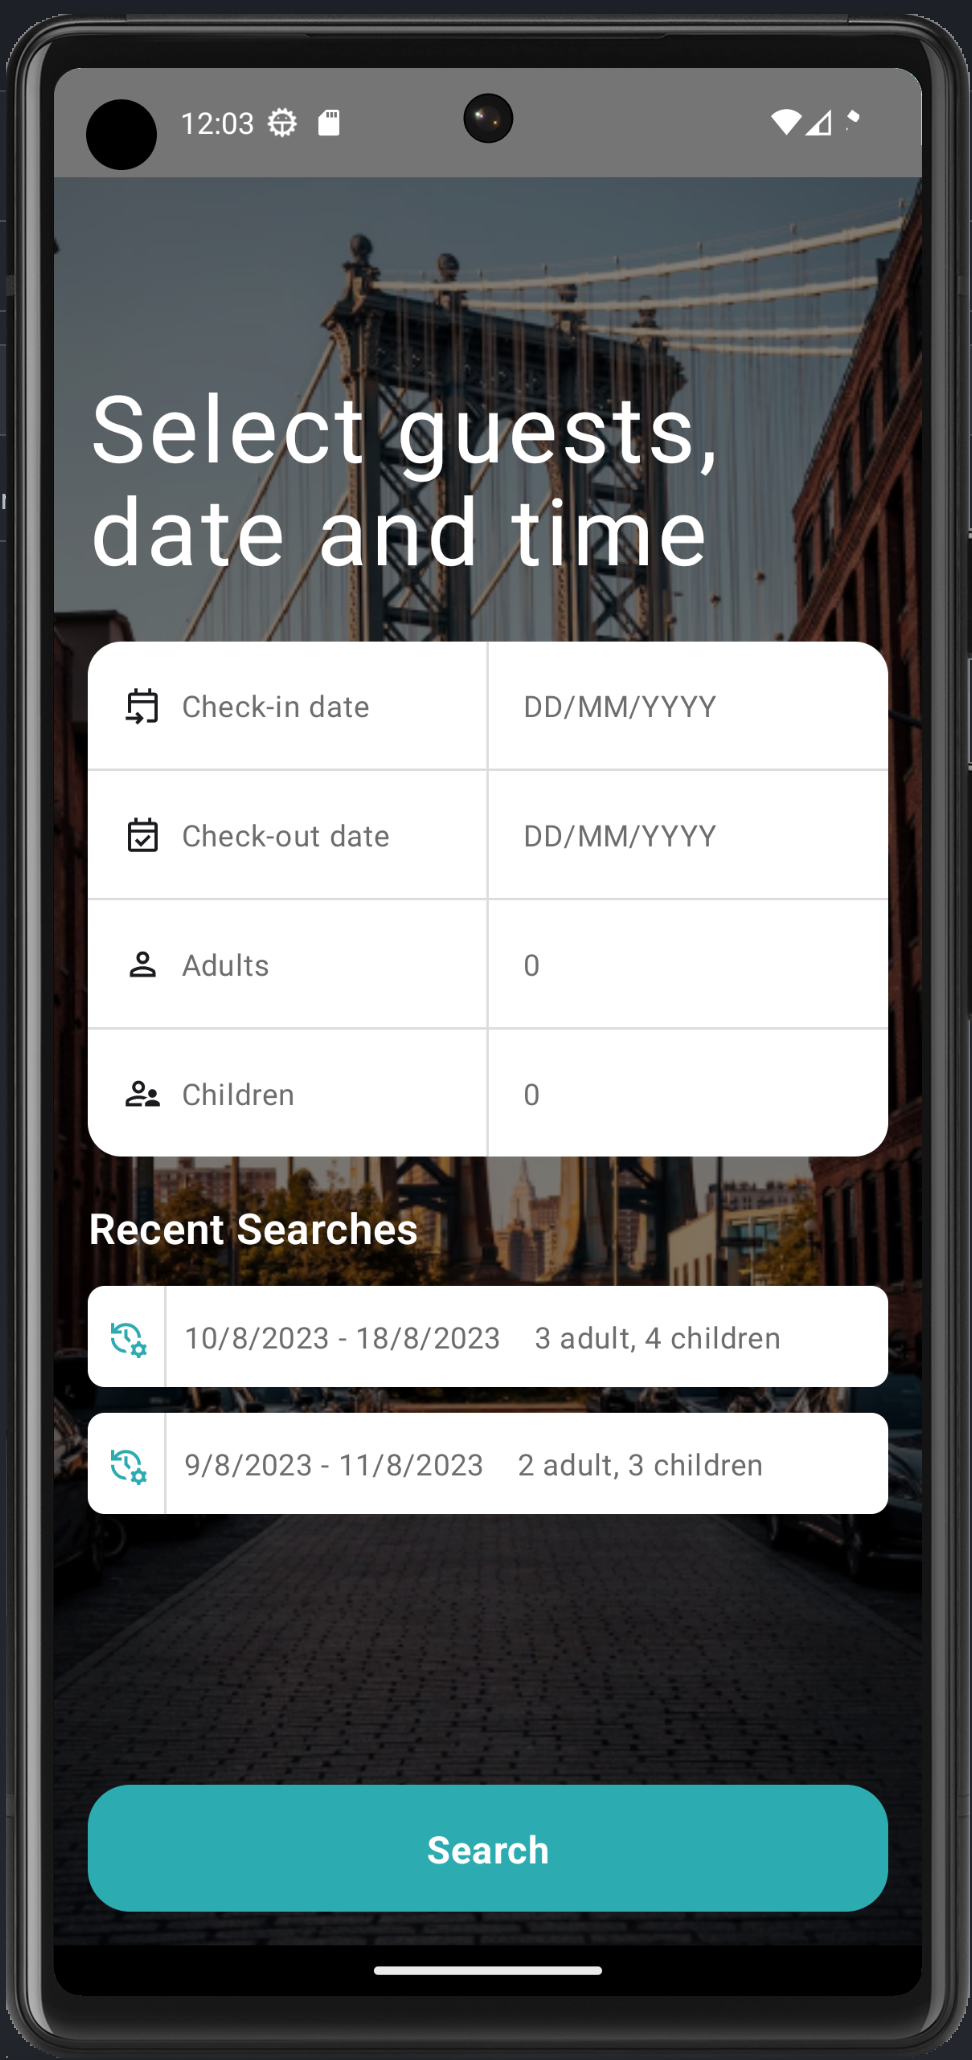 12:03
Select guests,
date and time
Check-in date DD/MM/YYYY
Check-out date DD/MM/YYYY
Adults 0
Children 0
Recent Searches
10/8/2023 - 18/8/2023 3 adult, 4 children
9/8/2023 - 11/8/2023 2 adult, 3 children
Search